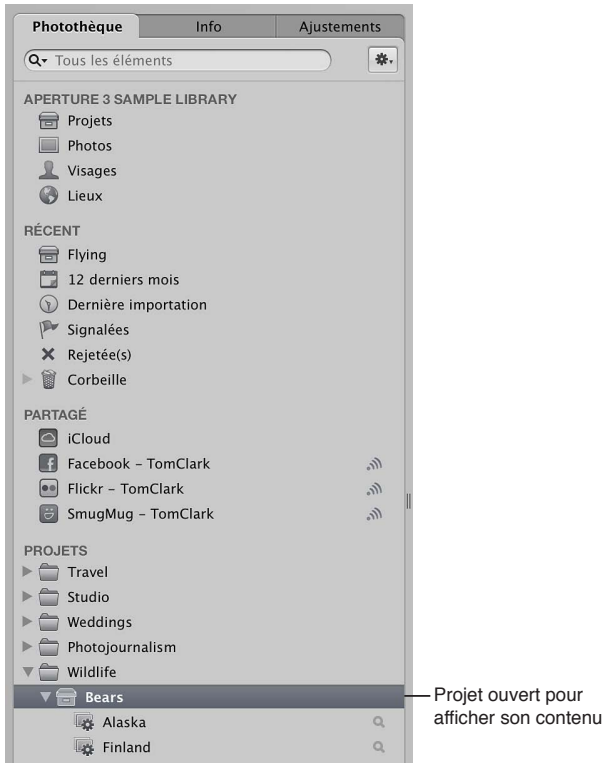 Photothèque Info Ajustements
Tous les éléments
APERTURE 3 SAMPLE LIBRARY
Projets
Photos
Visages
Lieux
RÉCENT
Flying
12 derniers mois
Dernière importation
Signalées
Rejetée(s)
Corbeille
PARTAGÉ
iCloud
Facebook – TomClark
Flickr – TomClark
SmugMug – TomClark
PROJETS
Travel
Studio
Weddings
Photojournalism
Wildlife
Bears
Alaska
Finland
Projet ouvert pour
afficher son contenu